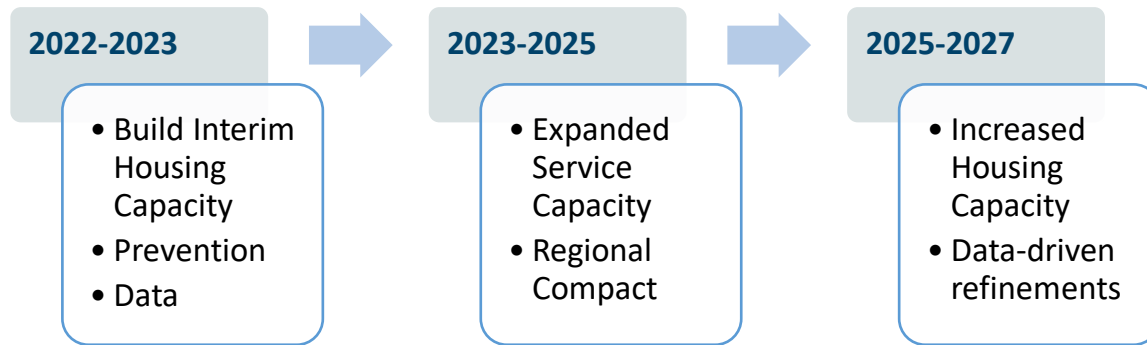 2022-2023
• Build Interim
Housing
Capacity
• Prevention
• Data
2023-2025
• Expanded
Service
Capacity
• Regional
Compact
2025-2027
• Increased
Housing
Capacity
• Data-driven
refinements